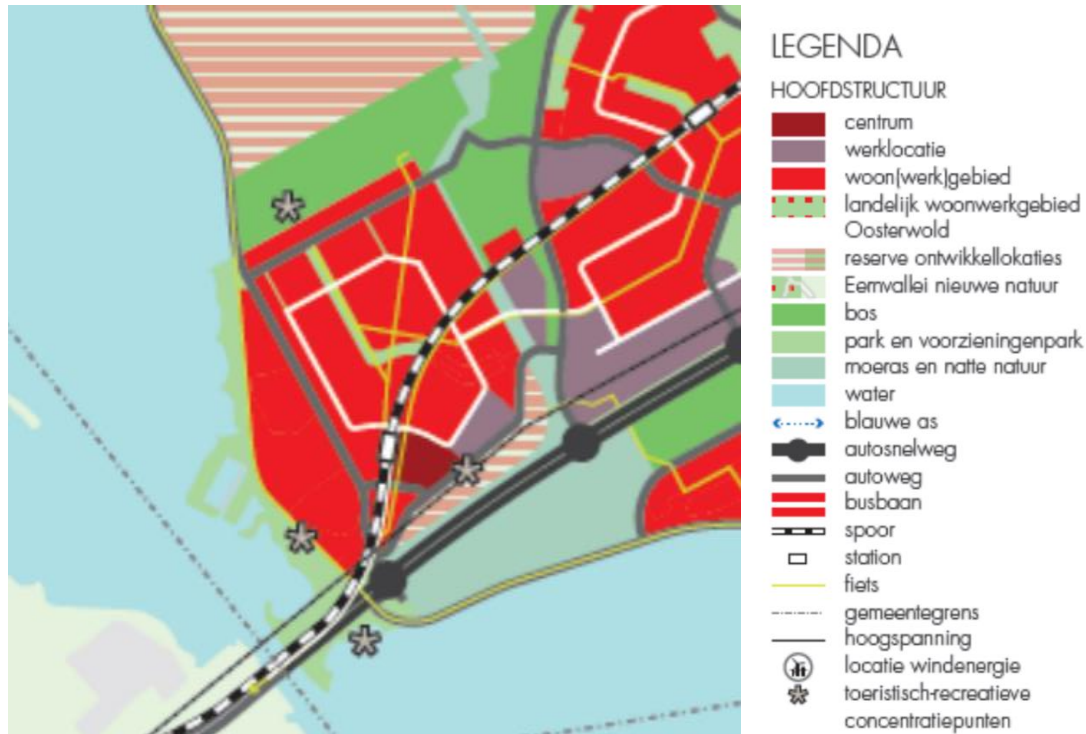 LEGENDA
HOOFDSTRUCTUUR
centrum
werklocatie
woon(werk)gebied
landelijk woonwerkgebied
Oosterwold
reserve ontwikkellokaties
Eemvallei nieuwe natuur
bos
park en voorzieningenpark
moeras en natte natuur
water
blauwe as
autosnelweg
autoweg
busbaan
spoor
station
fiets
gemeentegrens
hoogspanning
locatie windenergie
toeristisch-recreatieve
concentratiepunten